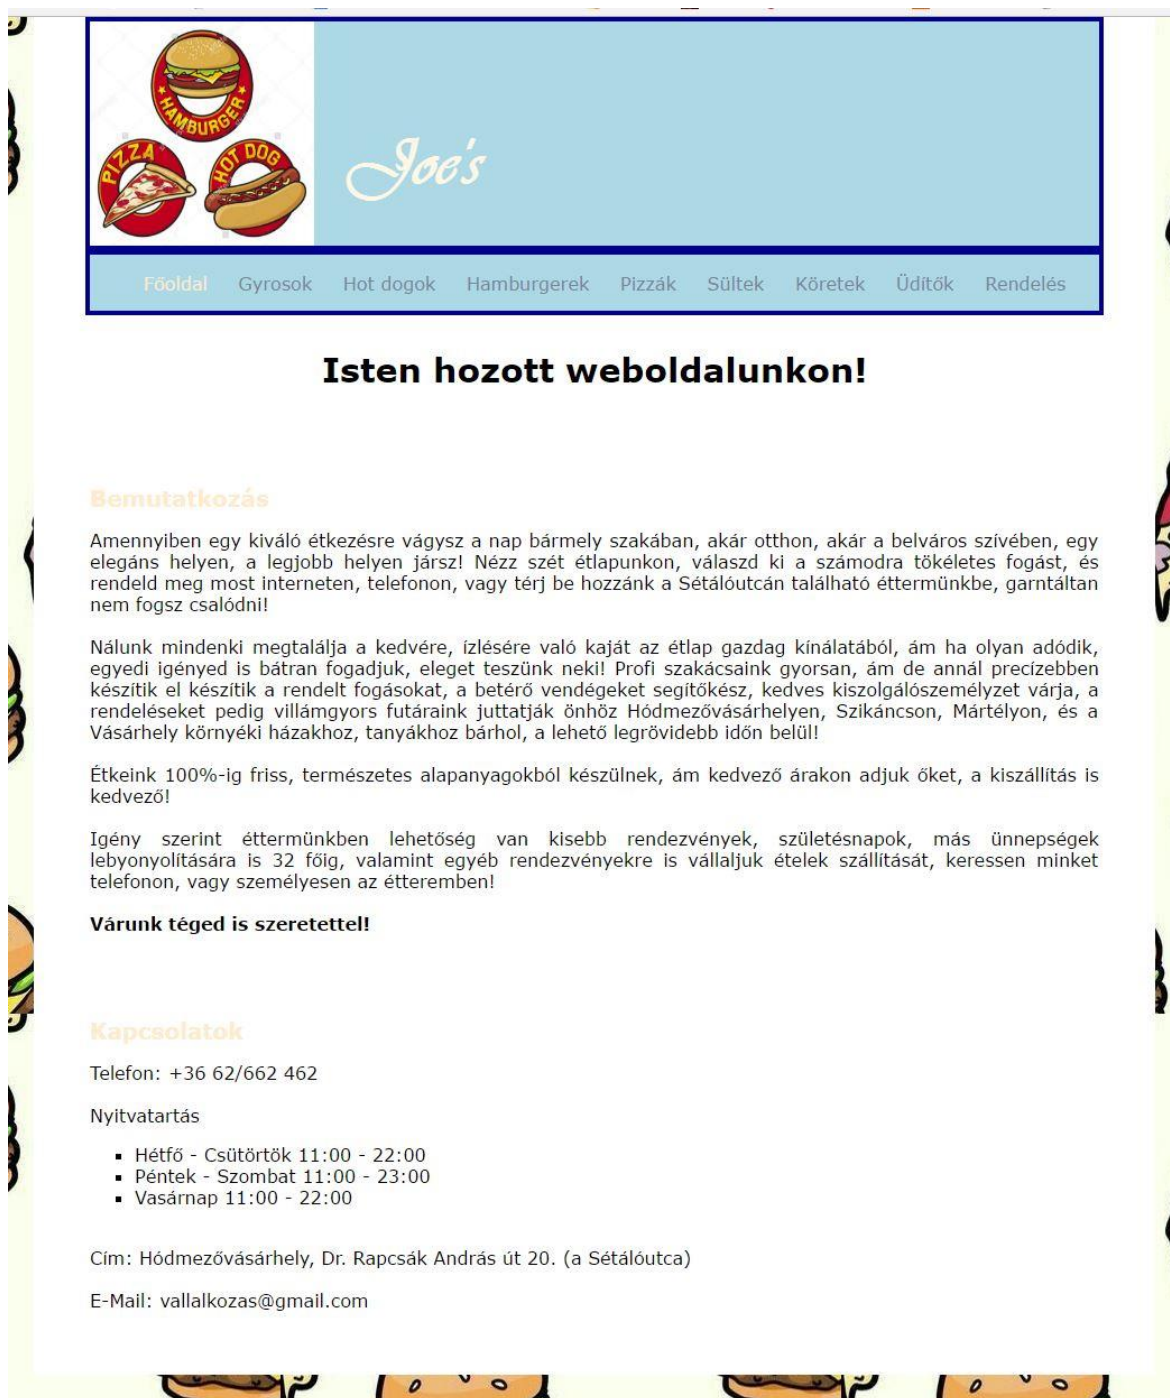 HAMBURGER
PIZZA
HOT DOG
Joe's
Főoldal Gyrosok Hot dogok Hamburgerek Pizzák Sültek Köretek Üdítők Rendelés
Isten hozott weboldalunkon!
Bemutatkozás
Amennyiben egy kiváló étkezésre vágysz a nap bármely szakában, akár otthon, akár a belváros szívében, egy
elegáns helyen, a legjobb helyen jársz! Nézz szét étlapunkon, válaszd ki a számodra tökéletes fogást, és
rendeld meg most interneten, telefonon, vagy térj be hozzánk a Sétálóutcán található éttermünkbe, garntáltan
nem fogsz csalódni!
Nálunk mindenki megtalálja a kedvére, ízlésére való kaját az étlap gazdag kínálatából, ám ha olyan adódik,
egyedi igényed is bátran fogadjuk, eleget teszünk neki! Profi szakácsaink gyorsan, ám de annál precízebben
készítik el készítik a rendelt fogásokat, a betérő vendégeket segítőkész, kedves kiszolgálószemélyzet várja, a
rendeléseket pedig villámgyors futáraink juttatják önhöz Hódmezővásárhelyen, Szikáncson, Mártélyon, és a
Vásárhely környéki házakhoz, tanyákhoz bárhol, a lehető legrövidebb időn belül!
Étkeink 100%-ig friss, természetes alapanyagokból készülnek, ám kedvező árakon adjuk őket, a kiszállítás is
kedvező!
Igény szerint éttermünkben lehetőség van kisebb rendezvények, születésnapok, más ünnepségek
lebyonyolítására is 32 főig, valamint egyéb rendezvényekre is vállaljuk ételek szállítását, keressen minket
telefonon, vagy személyesen az étteremben!
Várunk téged is szeretettel!
Kapcsolatok
Telefon: +36 62/662 462
Nyitvatartás
▪ Hétfő - Csütörtök 11:00 - 22:00
▪ Péntek - Szombat 11:00 - 23:00
▪ Vasárnap 11:00 - 22:00
Cím: Hódmezővásárhely, Dr. Rapcsák András út 20. (a Sétálóutca)
E-Mail: vallalkozas@gmail.com